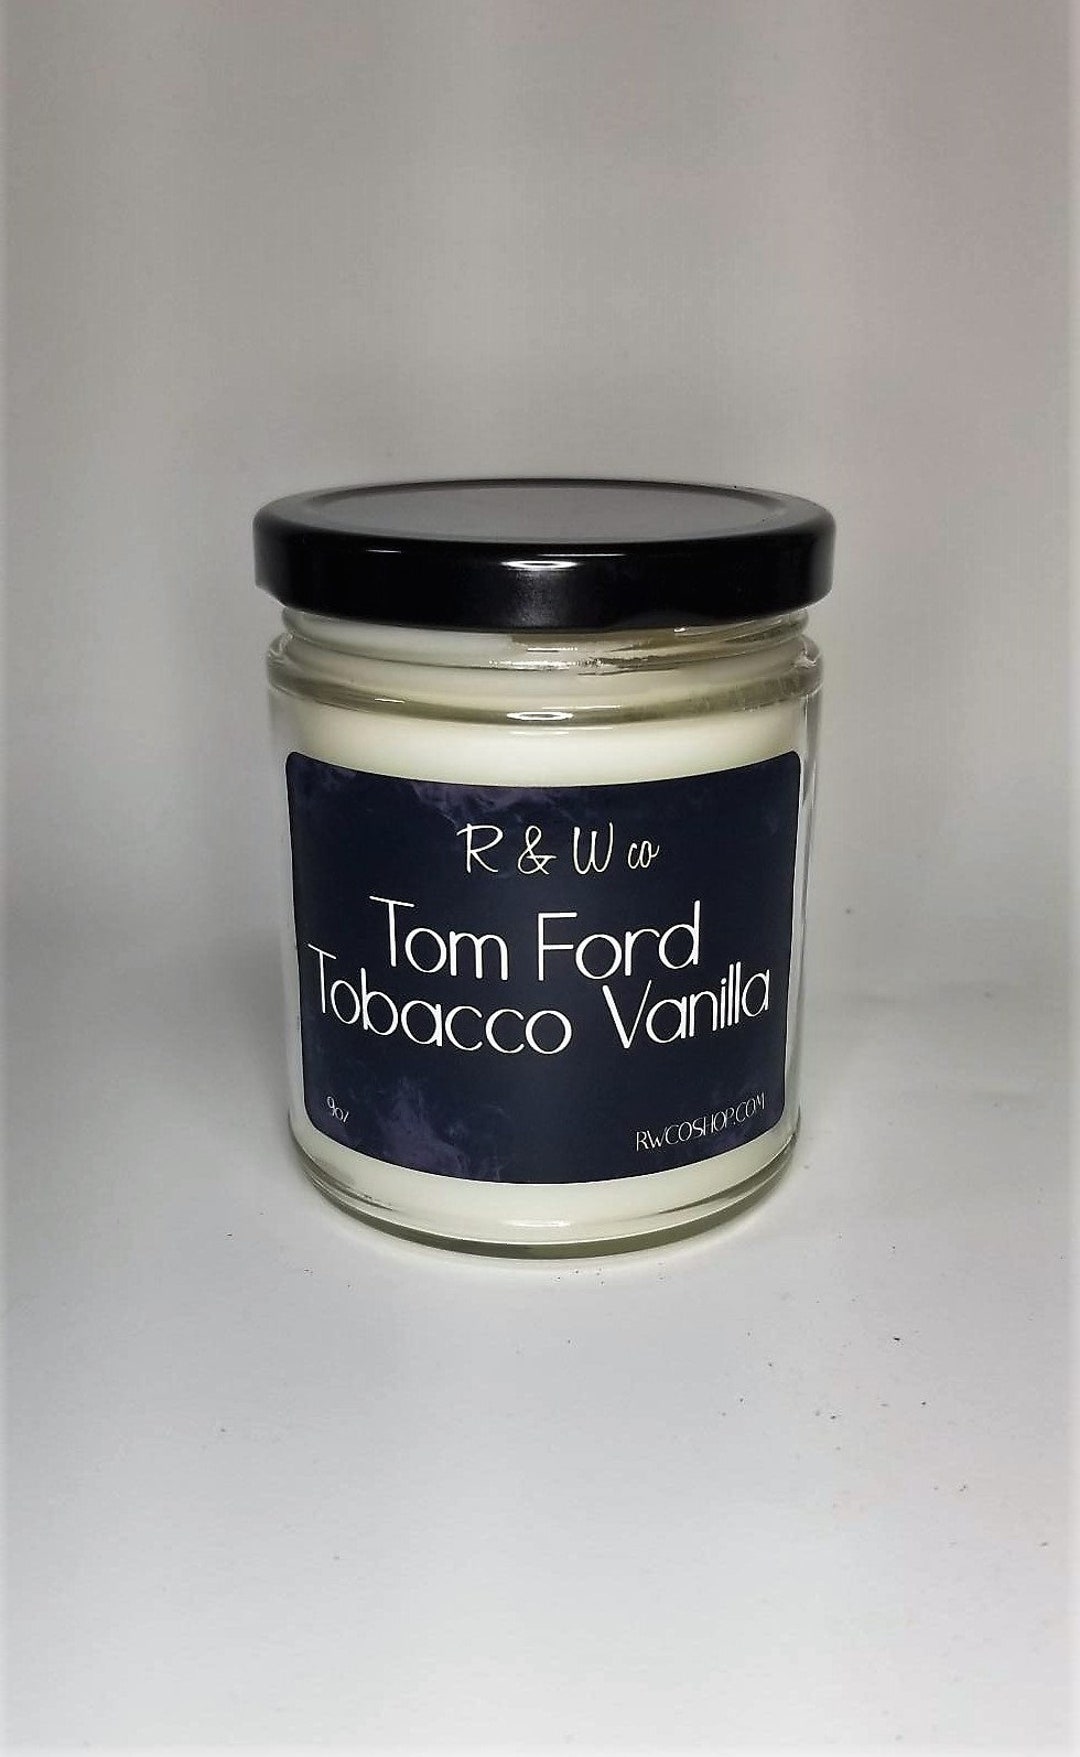 R & W co
Tom Ford
Tobacco Vanilla
9oz
RWCOSHOP.COM